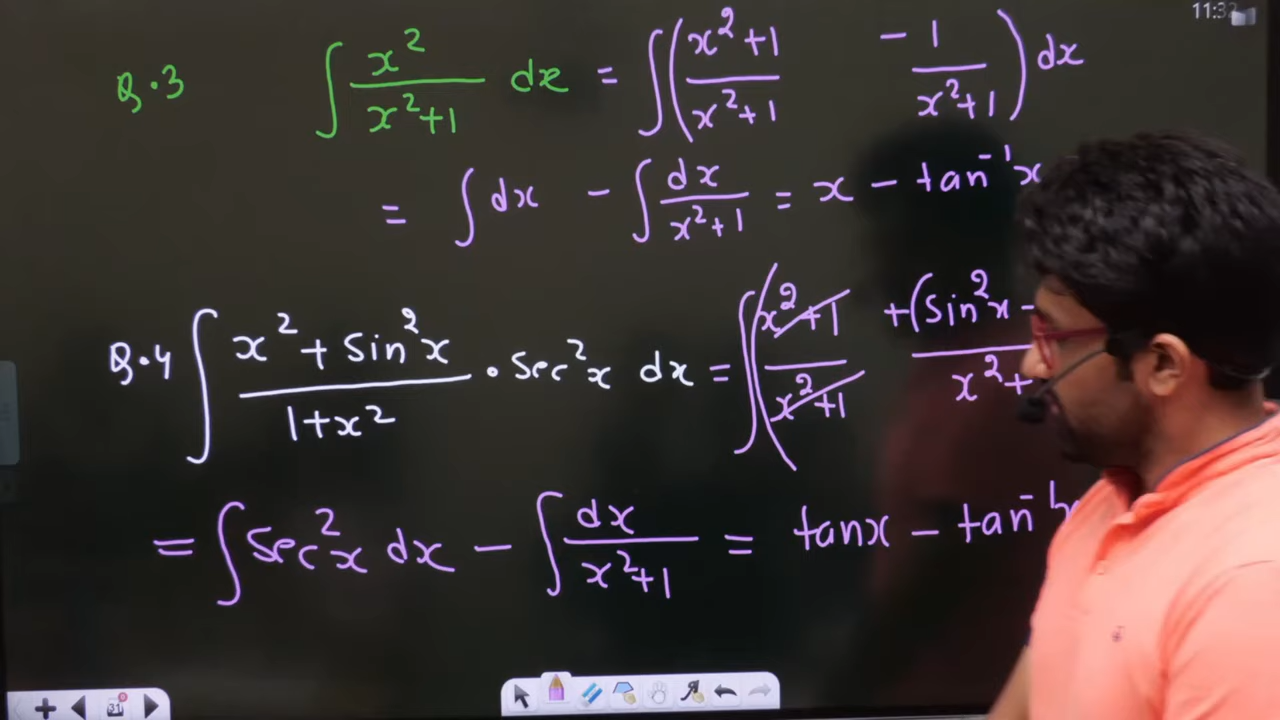 11:32
Q.3 ∫ x²/(x²+1) dx = ∫( (x²+1)/(x²+1) - 1/(x²+1) ) dx
= ∫ dx - ∫ dx/(x²+1) = x - tan⁻¹x
Q.4 ∫ (x² + sin²x)/(1+x²) · sec²x dx = ∫( (x²+1)/(x²+1) + (sin²x -
x²+
= ∫ sec²x dx - ∫ dx/(x²+1) = tanx - tan⁻¹
31